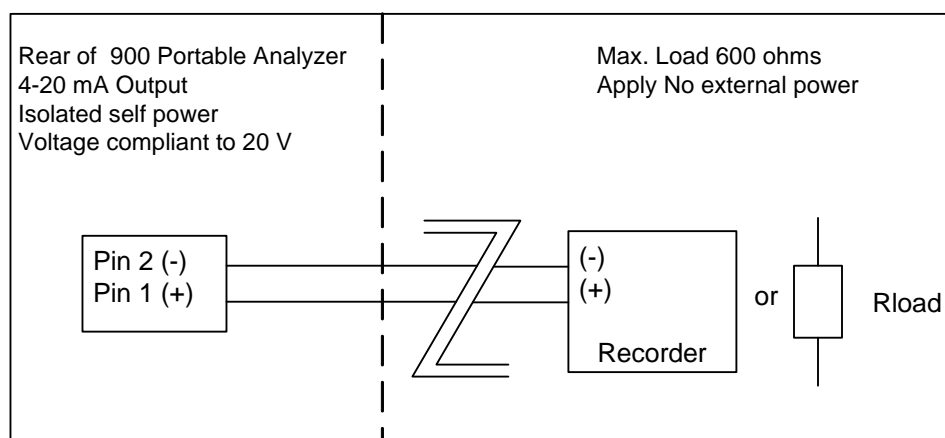 Rear of 900 Portable Analyzer
4-20 mA Output
Isolated self power
Voltage compliant to 20 V
Max. Load 600 ohms
Apply No external power
Pin 2 (-)
Pin 1 (+)
(-)
(+)
Recorder
or
Rload